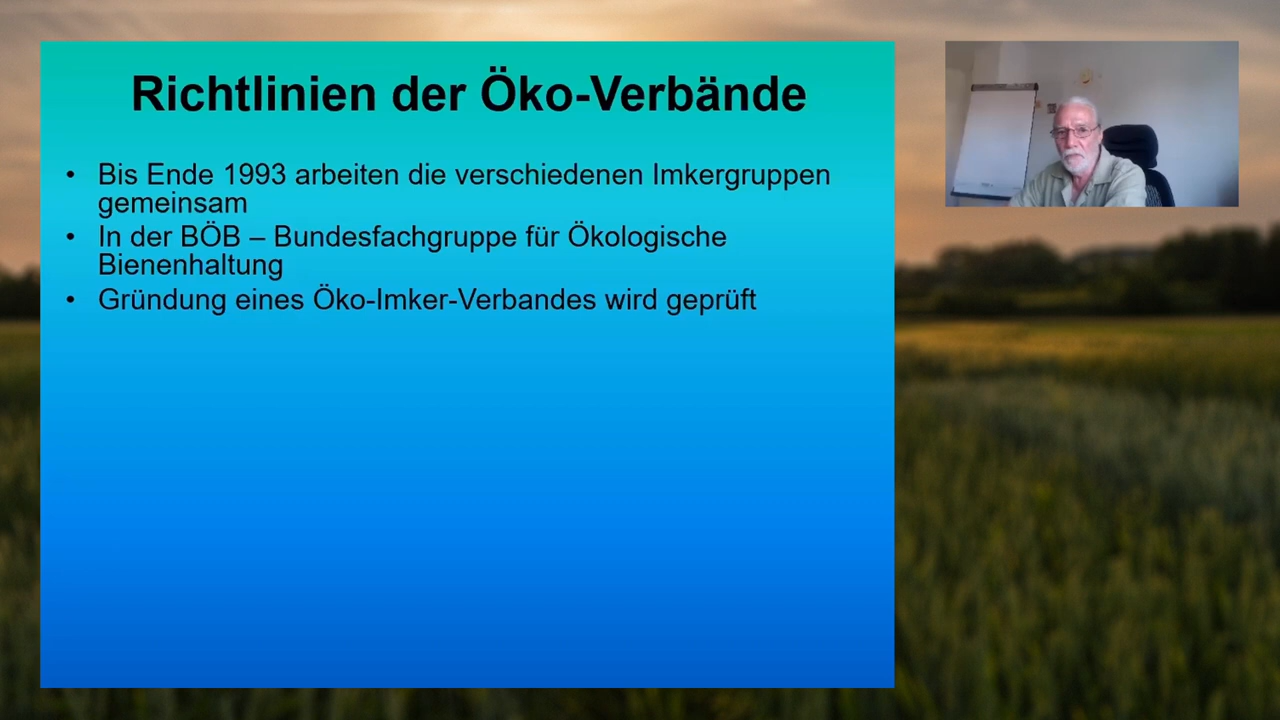 Richtlinien der Öko-Verbände
• Bis Ende 1993 arbeiten die verschiedenen Imkergruppen
gemeinsam
• In der BÖB – Bundesfachgruppe für Ökologische
Bienenhaltung
• Gründung eines Öko-Imker-Verbandes wird geprüft